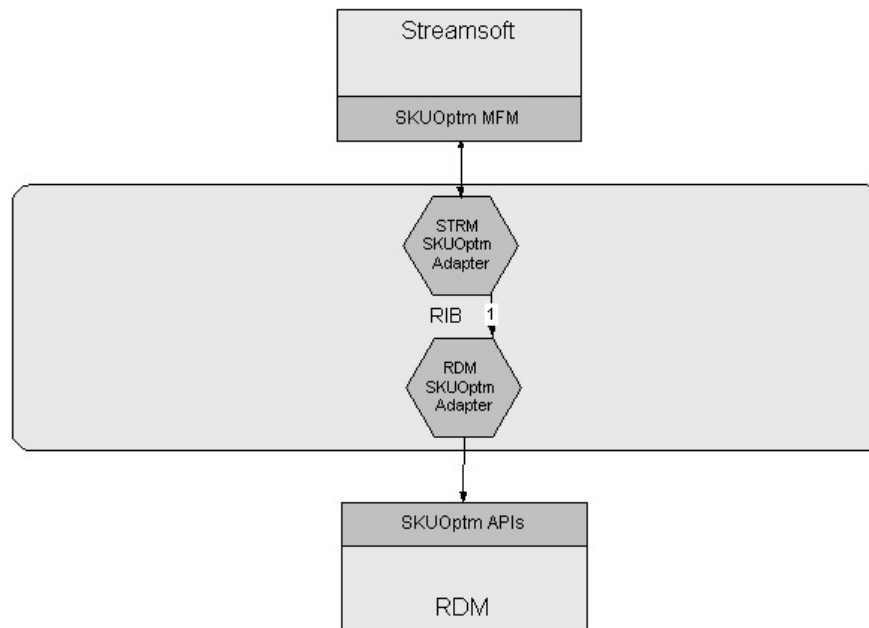 Streamsoft
SKUOptm MFM
STRM
SKUOptm
Adapter
RIB 1
RDM
SKUOptm
Adapter
SKUOptm APIs
RDM